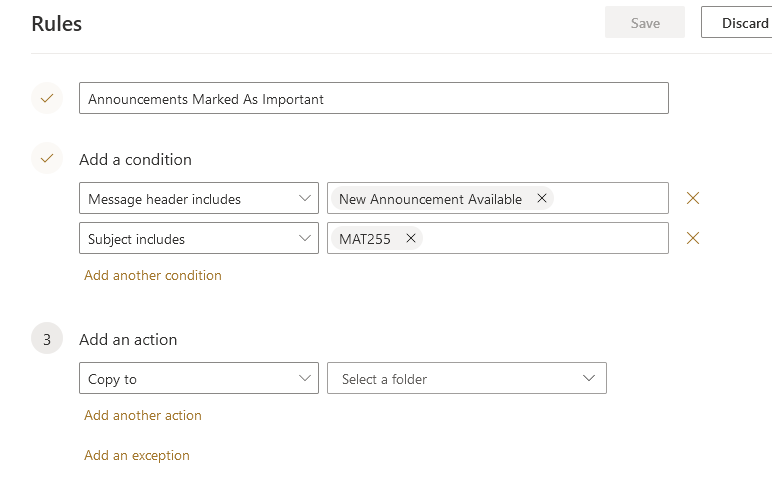 Rules
Save
Discard
Announcements Marked As Important
Add a condition
Message header includes
New Announcement Available
Subject includes
MAT255
Add another condition
3
Add an action
Copy to
Select a folder
Add another action
Add an exception